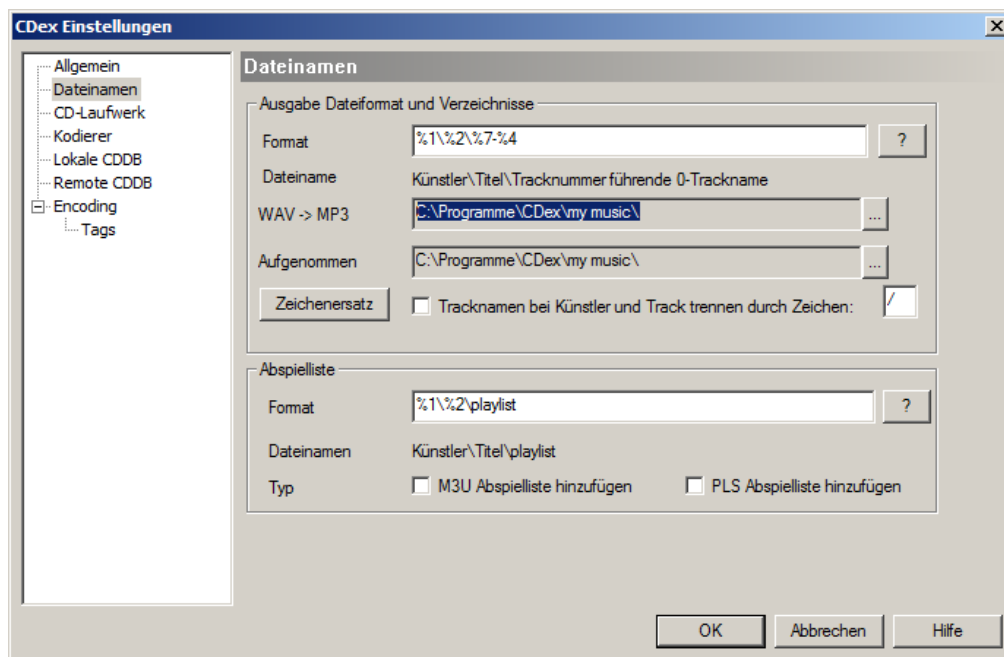 CDex Einstellungen
Allgemein
Dateinamen
CD-Laufwerk
Kodierer
Lokale CDDB
Remote CDDB
Encoding
Tags
Dateinamen
Ausgabe Dateiformat und Verzeichnisse
Format %1\%2\%7-%4 ?
Dateiname Künstler\Titel\Tracknummer führende 0-Trackname
WAV -> MP3 C:\Programme\CDex\my music\ ...
Aufgenommen C:\Programme\CDex\my music\ ...
Zeichenersatz Tracknamen bei Künstler und Track trennen durch Zeichen: /
Abspielliste
Format %1\%2\playlist ?
Dateinamen Künstler\Titel\playlist
Typ M3U Abspielliste hinzufügen PLS Abspielliste hinzufügen
OK Abbrechen Hilfe